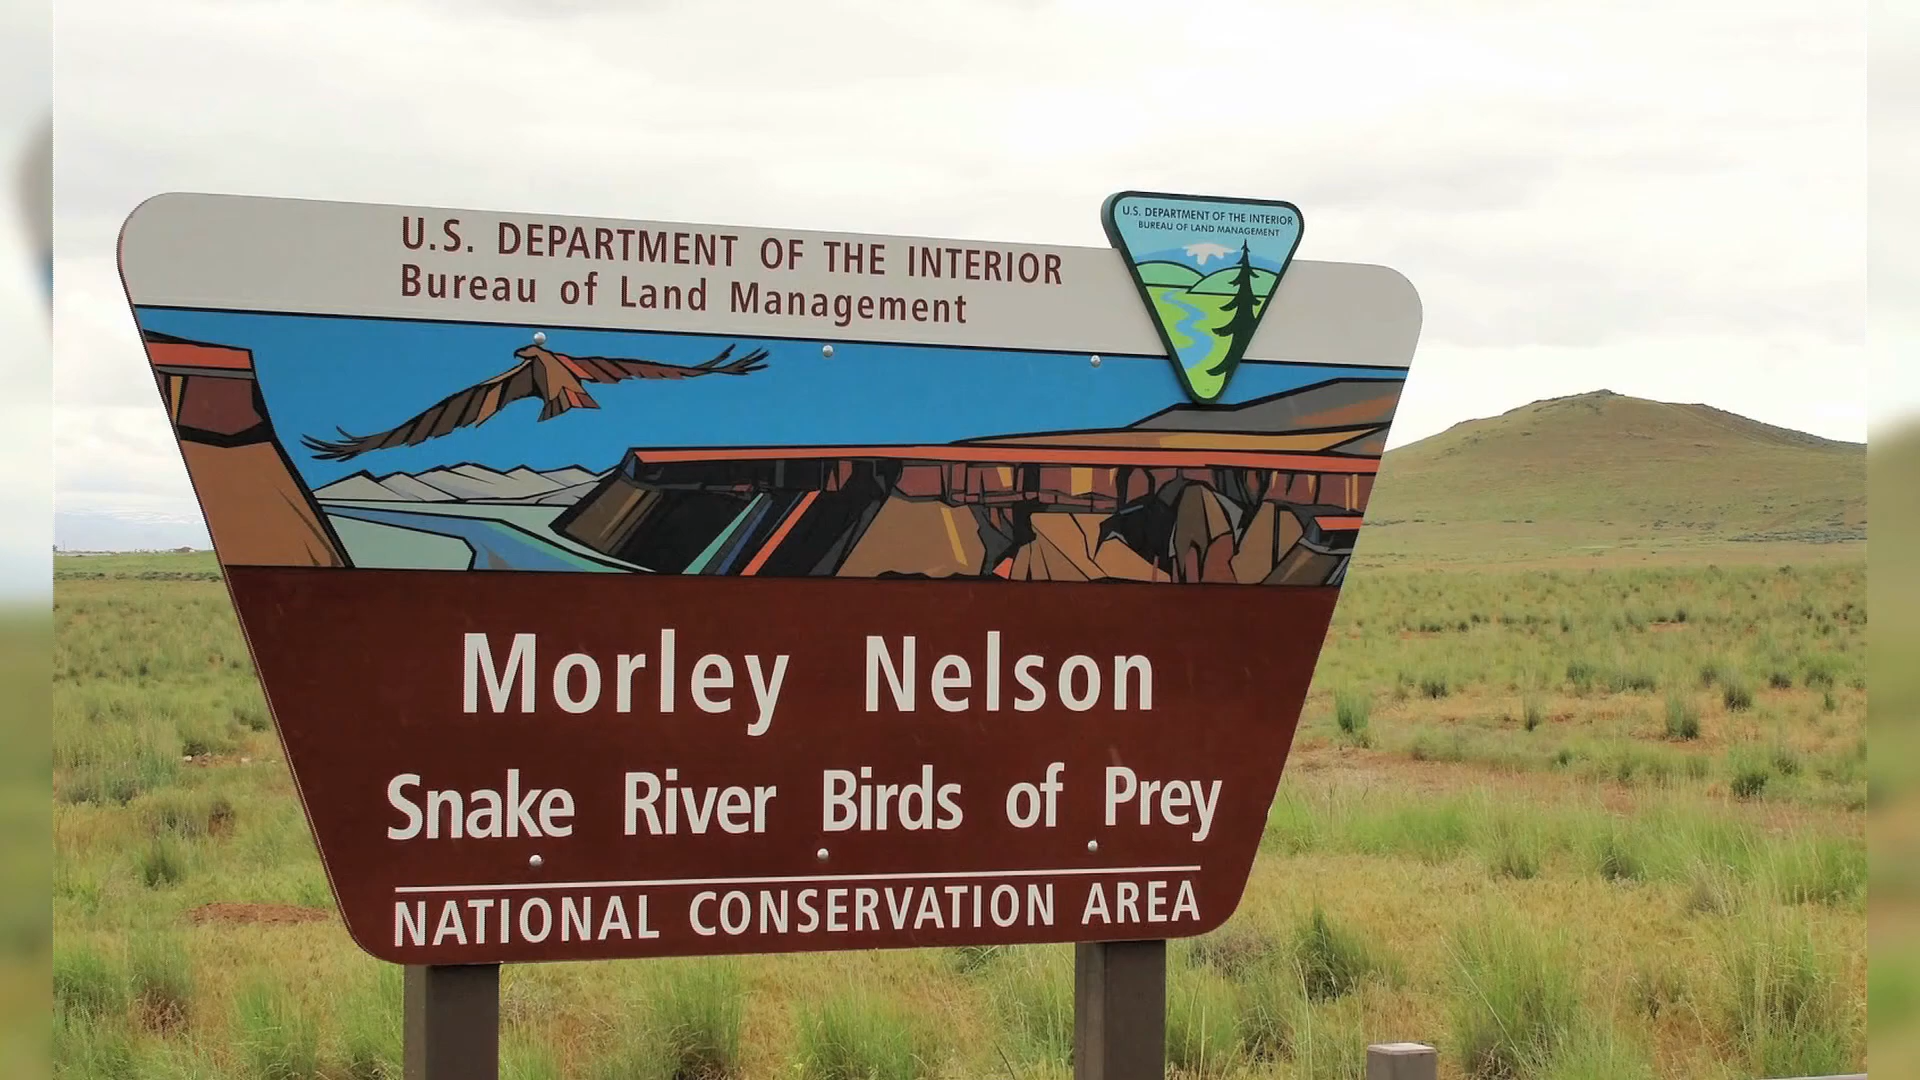 U.S. DEPARTMENT OF THE INTERIOR
Bureau of Land Management
U.S. DEPARTMENT OF THE INTERIOR
BUREAU OF LAND MANAGEMENT
Morley Nelson
Snake River Birds of Prey
NATIONAL CONSERVATION AREA